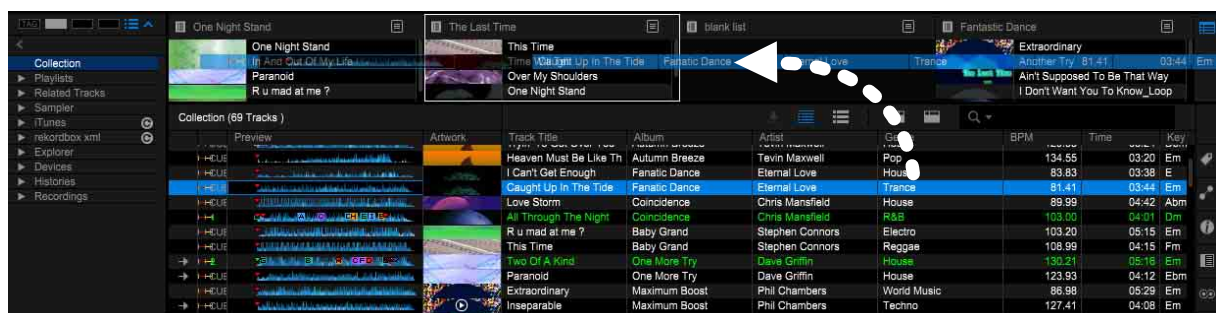 TAG
One Night Stand
The Last Time
blank list
Fantastic Dance
One Night Stand
In And Out Of My Life
Paranoid
R u mad at me ?
This Time
Time
Caught Up In The Tide Fanatic Dance Eternal Love Trance 81.41 03:44 Em
Over My Shoulders
One Night Stand
Extraordinary
Another Try
Ain't Supposed To Be That Way
I Don't Want You To Know_Loop
Collection
Playlists
Related Tracks
Sampler
iTunes
rekordbox xml
Explorer
Devices
Histories
Recordings
Collection (69 Tracks )
Preview Artwork Track Title Album Artist Genre BPM Time Key
Heaven Must Be Like Th Autumn Breeze Tevin Maxwell Pop 134.55 03:20 Em
I Can't Get Enough Fanatic Dance Eternal Love House 83.83 03:38 E
Caught Up In The Tide Fanatic Dance Eternal Love Trance 81.41 03:44 Em
Love Storm Coincidence Chris Mansfield House 89.99 04:42 Abm
All Through The Night Coincidence Chris Mansfield R&B 103.00 04:01 Dm
R u mad at me ? Baby Grand Stephen Connors Electro 103.20 05:15 Em
This Time Baby Grand Stephen Connors Reggae 108.99 04:15 Fm
Two Of A Kind One More Try Dave Griffin House 130.21 05:16 Em
Paranoid One More Try Dave Griffin House 123.93 04:12 Ebm
Extraordinary Maximum Boost Phil Chambers World Music 86.98 05:29 Em
Inseparable Maximum Boost Phil Chambers Techno 127.41 04:08 Em